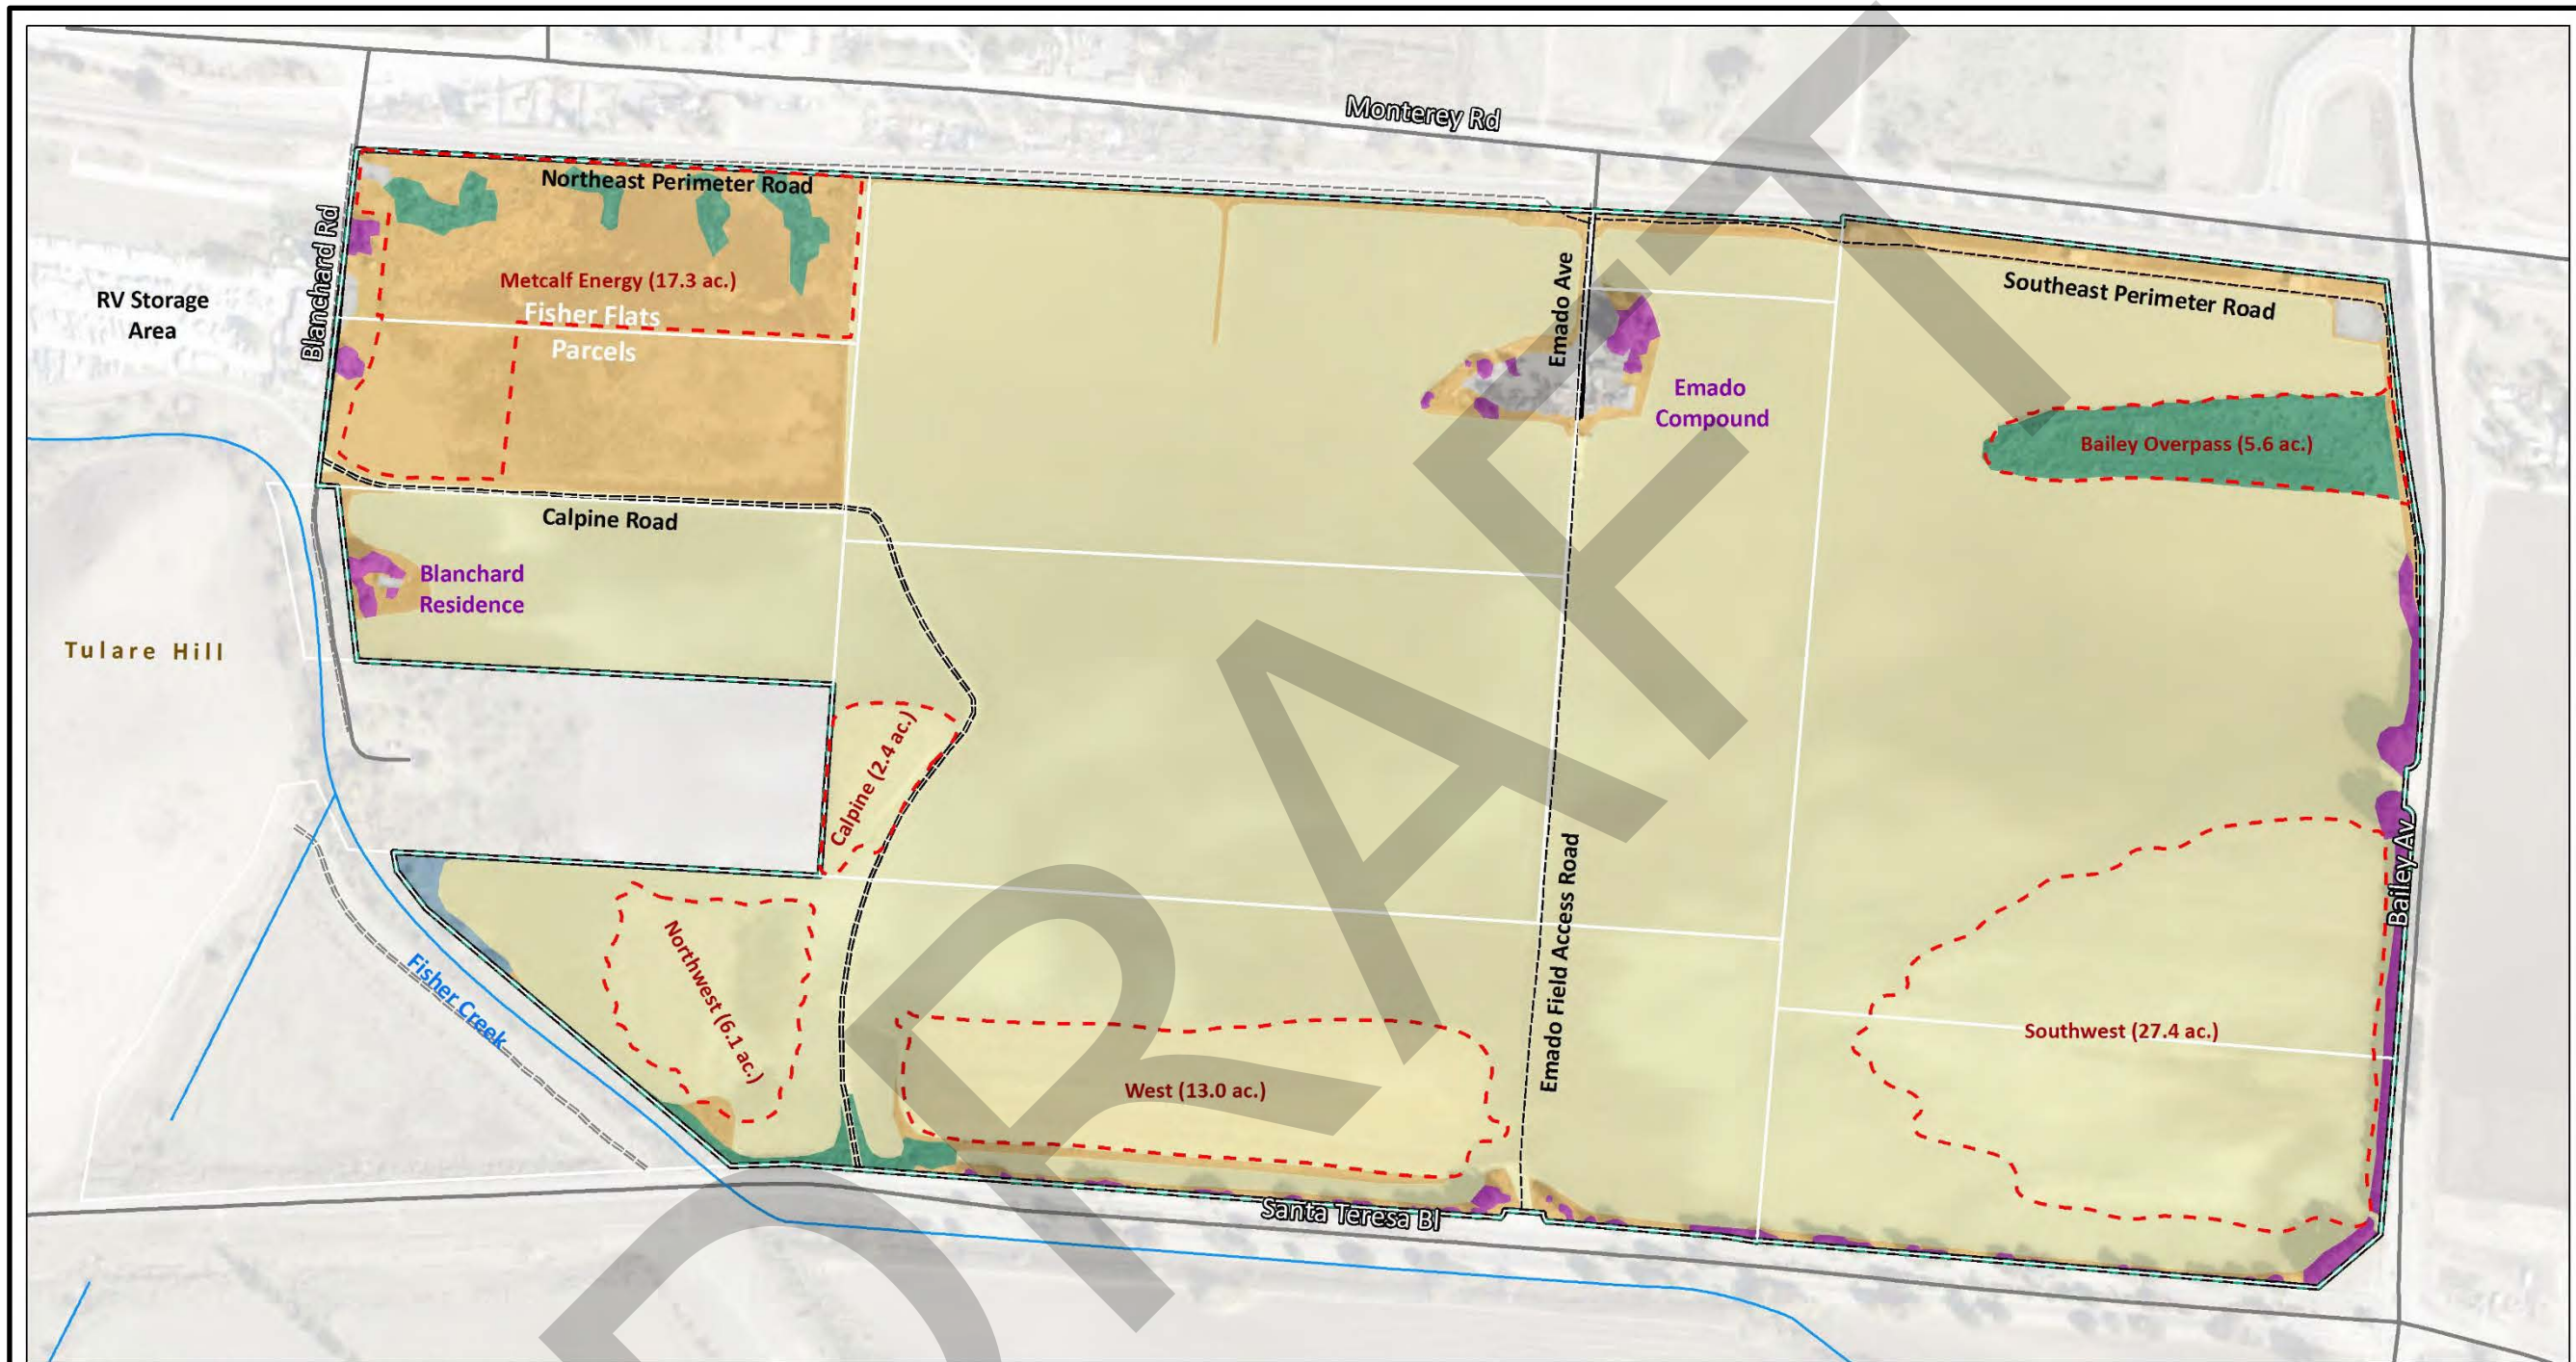 Monterey Rd
Northeast Perimeter Road
Blanchard Rd
Metcalf Energy (17.3 ac.)
Fisher Flats
Parcels
RV Storage
Area
Emado Ave
Southeast Perimeter Road
Emado
Compound
Bailey Overpass (5.6 ac.)
Calpine Road
Blanchard
Residence
Tulare Hill
Calpine (2.4 ac.)
Emado Field Access Road
Bailey Av
Fisher Creek
Northwest (6.1 ac.)
West (13.0 ac.)
Southwest (27.4 ac.)
Santa Teresa Bl
DRAFT